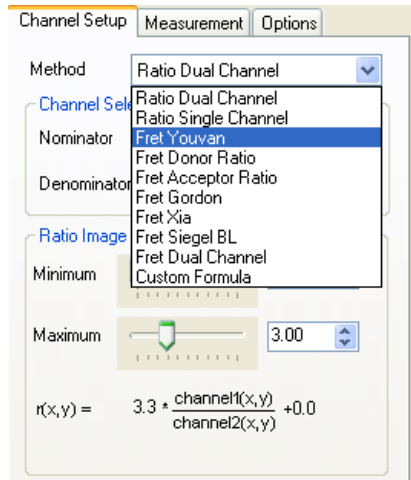 Channel Setup Measurement Options
Method Ratio Dual Channel
Ratio Dual Channel
Channel Sele
Ratio Single Channel
Nominator Fret Youvan
Fret Donor Ratio
Denominator Fret Acceptor Ratio
Fret Gordon
Fret Xia
Ratio Image Fret Siegel BL
Fret Dual Channel
Minimum Custom Formula
Maximum 3.00
r(x,y) = 3.3 * channel1(x,y) / channel2(x,y) +0.0